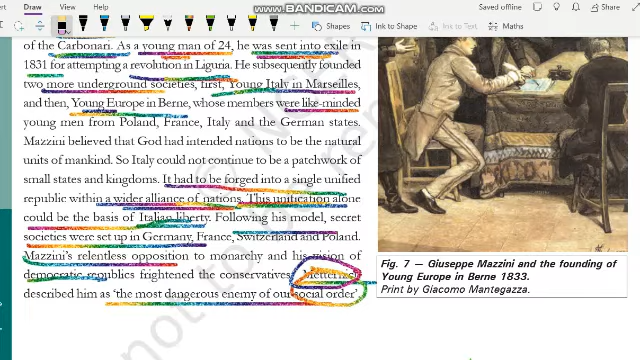 WWW.BANDICAM.COM
Saved offline
File
Home
Draw
View
Help
Shapes
Ink to Shape
Ink to Text
Maths
of the Carbonari. As a young man of 24, he was sent into exile in
1831 for attempting a revolution in Liguria. He subsequently founded
two more underground societies, first, Young Italy in Marseilles,
and then, Young Europe in Berne, whose members were like-minded
young men from Poland, France, Italy and the German states.
Mazzini believed that God had intended nations to be the natural
units of mankind. So Italy could not continue to be a patchwork of
small states and kingdoms. It had to be forged into a single unified
republic within a wider alliance of nations. This unification alone
could be the basis of Italian liberty. Following his model, secret
societies were set up in Germany, France, Switzerland and Poland.
Mazzini's relentless opposition to monarchy and his vision of
democratic republics frightened the conservatives. Metternich
described him as 'the most dangerous enemy of our social order'
Fig. 7 — Giuseppe Mazzini and the founding of
Young Europe in Berne 1833.
Print by Giacomo Mantegazza.
not